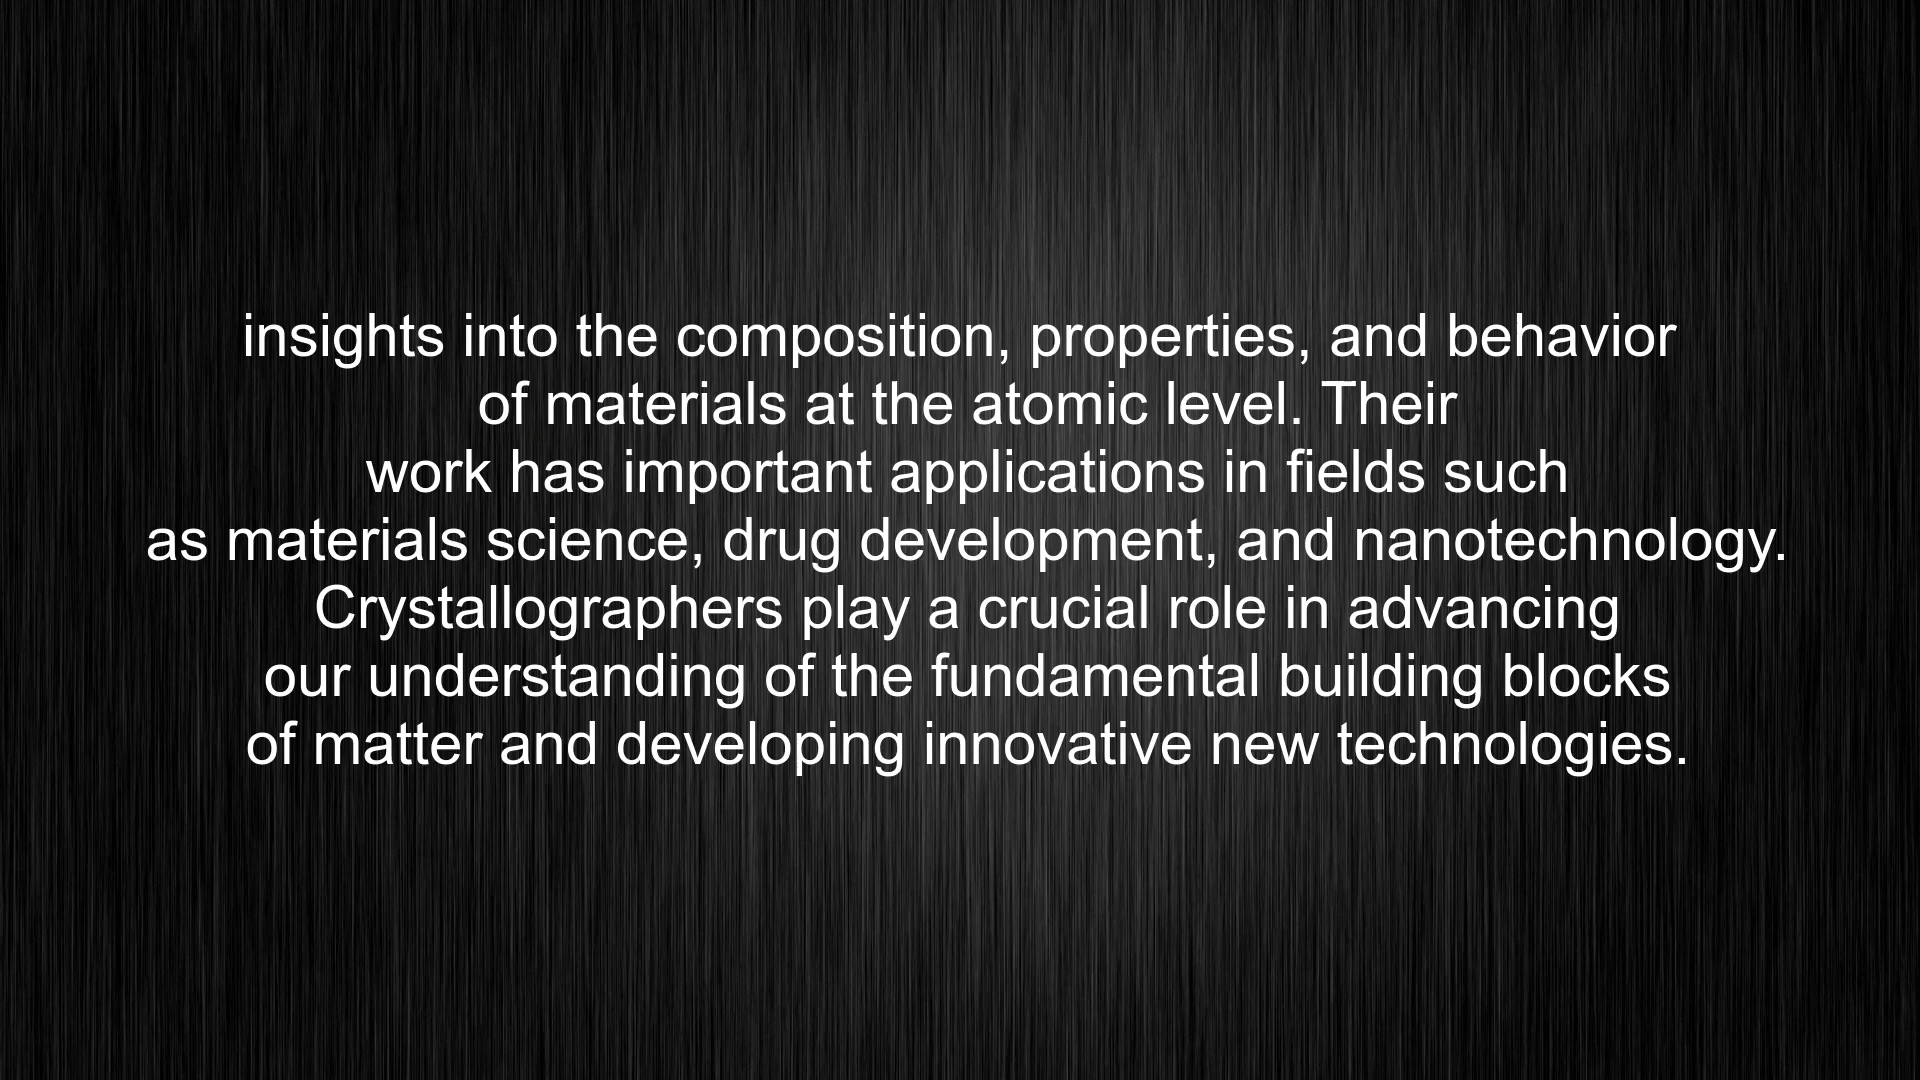 insights into the composition, properties, and behavior
of materials at the atomic level. Their
work has important applications in fields such
as materials science, drug development, and nanotechnology.
Crystallographers play a crucial role in advancing
our understanding of the fundamental building blocks
of matter and developing innovative new technologies.